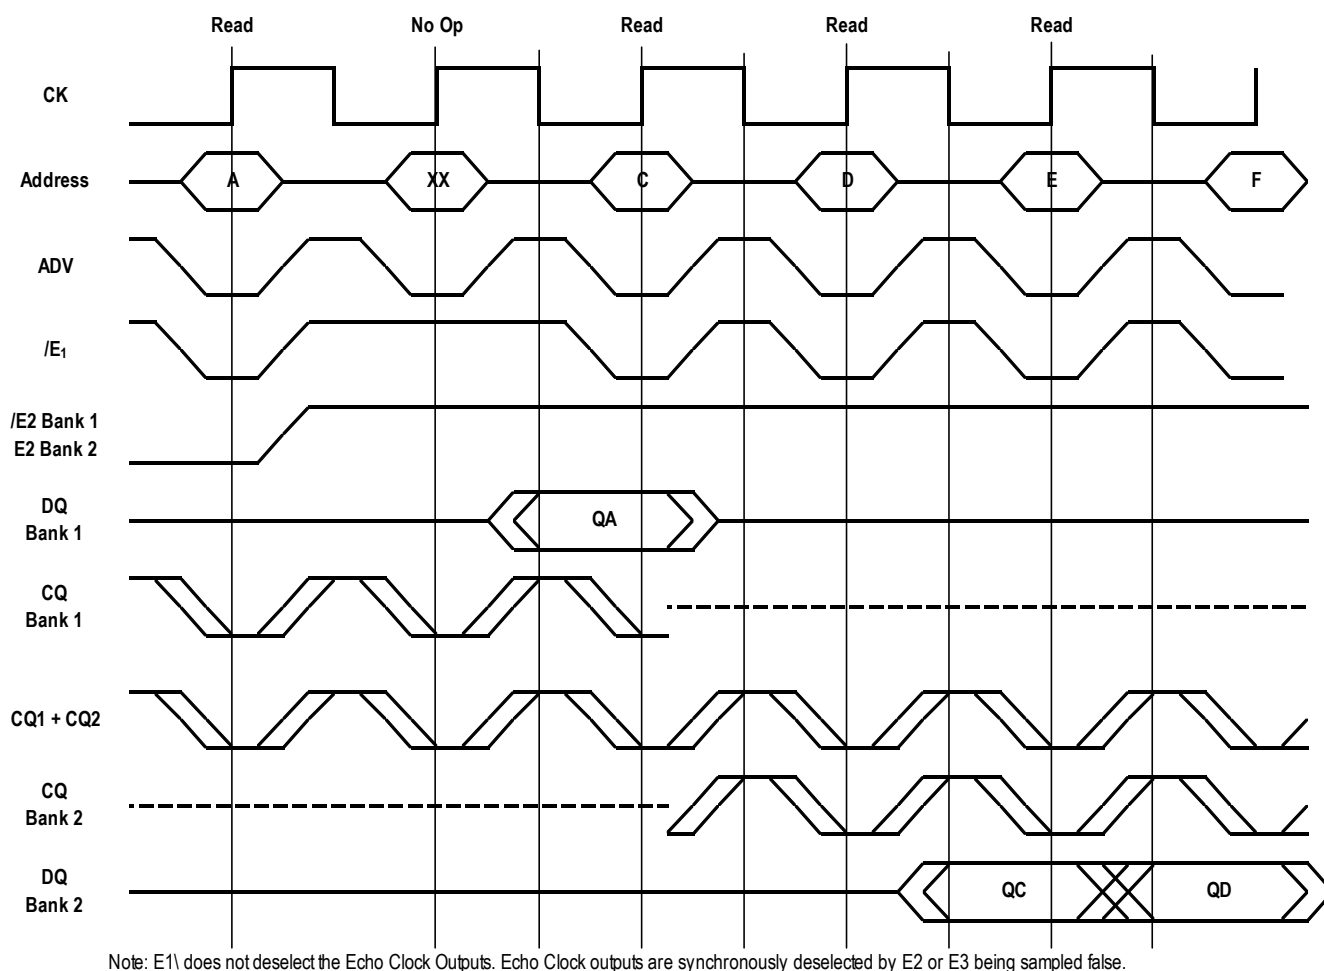 Read No Op Read Read Read
CK
Address A XX C D E F
ADV
/E1
/E2 Bank 1
E2 Bank 2
DQ
Bank 1
QA
CQ
Bank 1
CQ1 + CQ2
CQ
Bank 2
DQ
Bank 2
QC QD
Note: E1\ does not deselect the Echo Clock Outputs. Echo Clock outputs are synchronously deselected by E2 or E3 being sampled false.